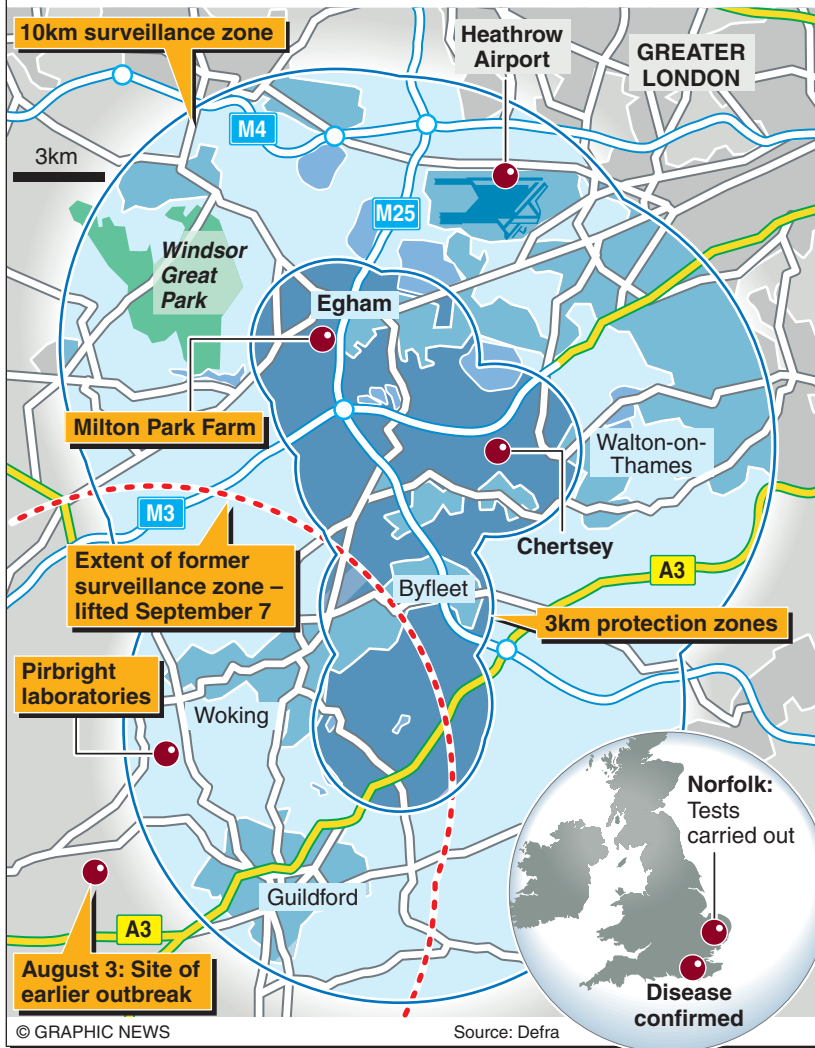 10km surveillance zone
Heathrow
Airport
GREATER
LONDON
M4
3km
M25
Windsor
Great
Park
Egham
Milton Park Farm
Walton-on-
Thames
M3
Chertsey
Extent of former
surveillance zone –
lifted September 7
A3
Byfleet
3km protection zones
Pirbright
laboratories
Woking
Norfolk:
Tests
carried out
Guildford
A3
August 3: Site of
earlier outbreak
Disease
confirmed
© GRAPHIC NEWS
Source: Defra